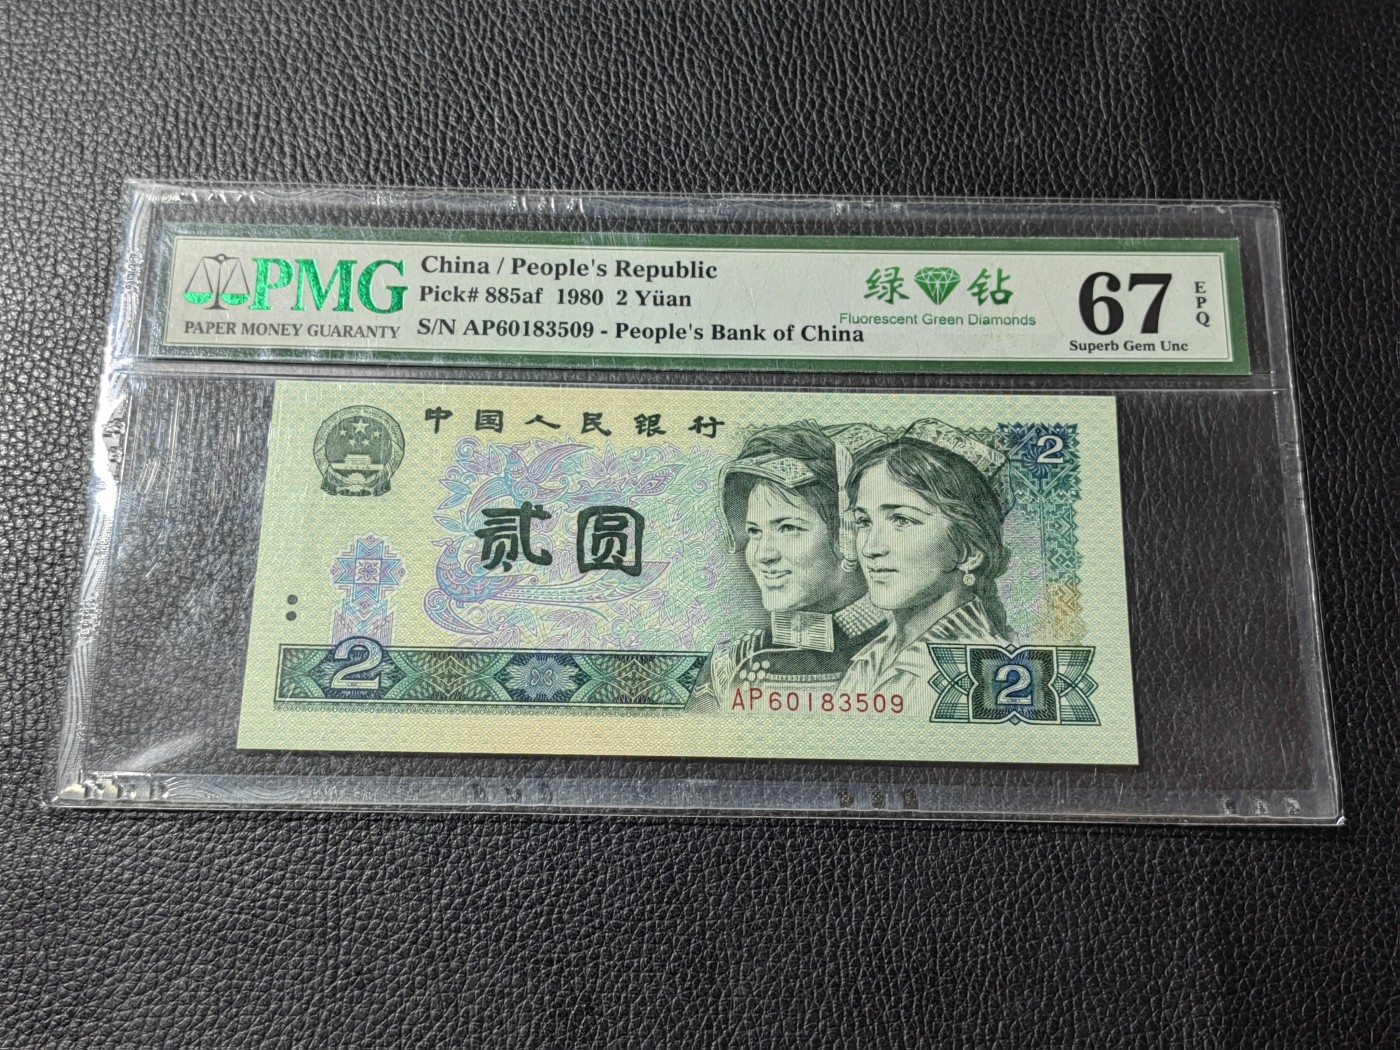 PMG
PAPER MONEY GUARANTY
China / People's Republic
Pick# 885af 1980 2 Yüan
S/N AP60183509 - People's Bank of China
绿 钻
Fluorescent Green Diamonds
67
EPQ
Superb Gem Unc
中国人民银行
2
贰圆
2
AP60183509
2